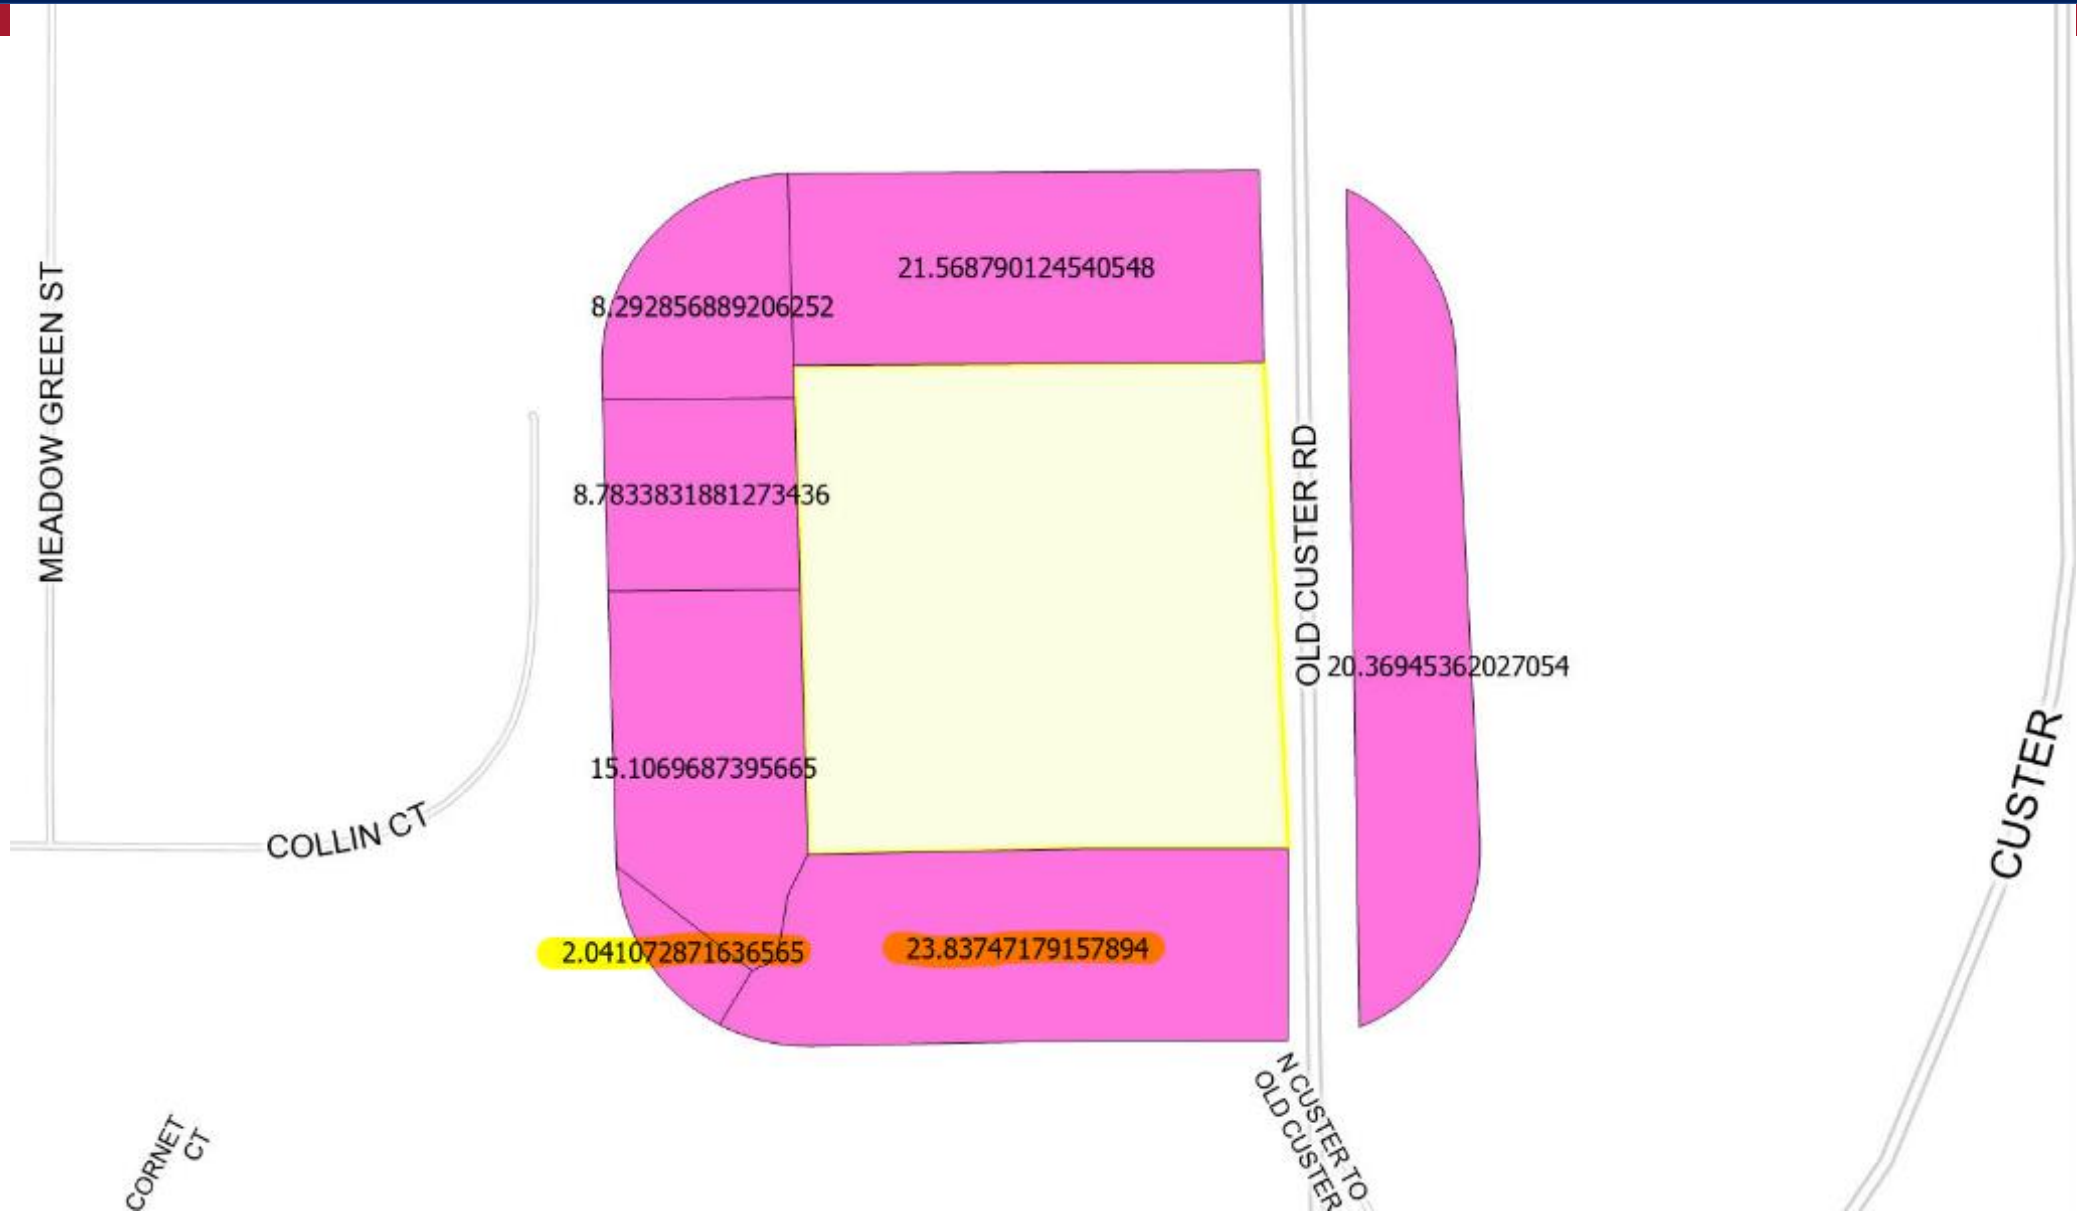 21.568790124540548
8.292856889206252
MEADOW GREEN ST
8.7833831881273436
OLD CUSTER RD
20.36945362027054
15.1069687395665
CUSTER
COLLIN CT
2.041072871636565
23.83747179157894
N CUSTER TO
OLD CUSTER
CORNET
CT